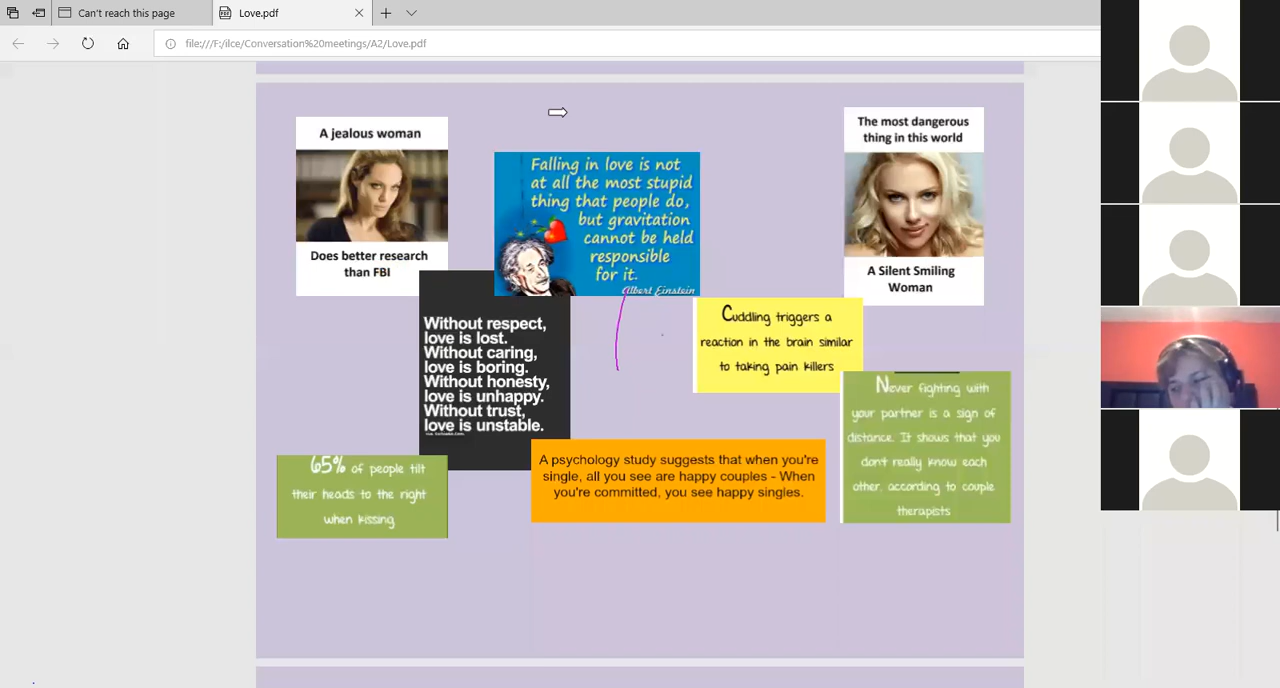 Can't reach this page
Love.pdf
file:///F:/ilce/Conversation%20meetings/A2/Love.pdf
A jealous woman
Does better research
than FBI
Falling in love is not
at all the most stupid
thing that people do,
but gravitation
cannot be held
responsible
for it.
Albert Einstein
The most dangerous
thing in this world
A Silent Smiling
Woman
Without respect,
love is lost.
Without caring,
love is boring.
Without honesty,
love is unhappy.
Without trust,
love is unstable.
Cuddling triggers a
reaction in the brain similar
to taking pain killers
Never fighting with
your partner is a sign of
distance. It shows that you
don't really know each
other, according to couple
therapists
65% of people tilt
their heads to the right
when kissing
A psychology study suggests that when you're
single, all you see are happy couples - When
you're committed, you see happy singles.